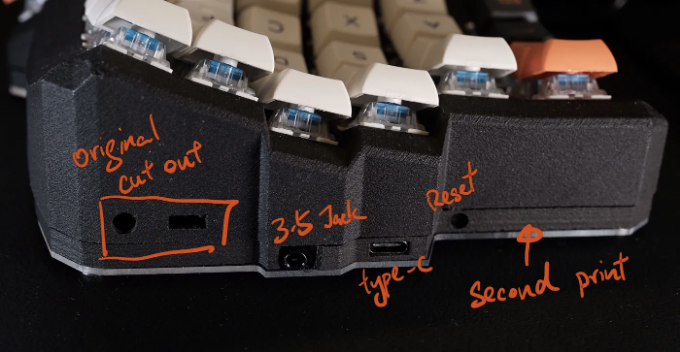 Original
cut out
3.5 Jack
type-c
Reset
Second print
X